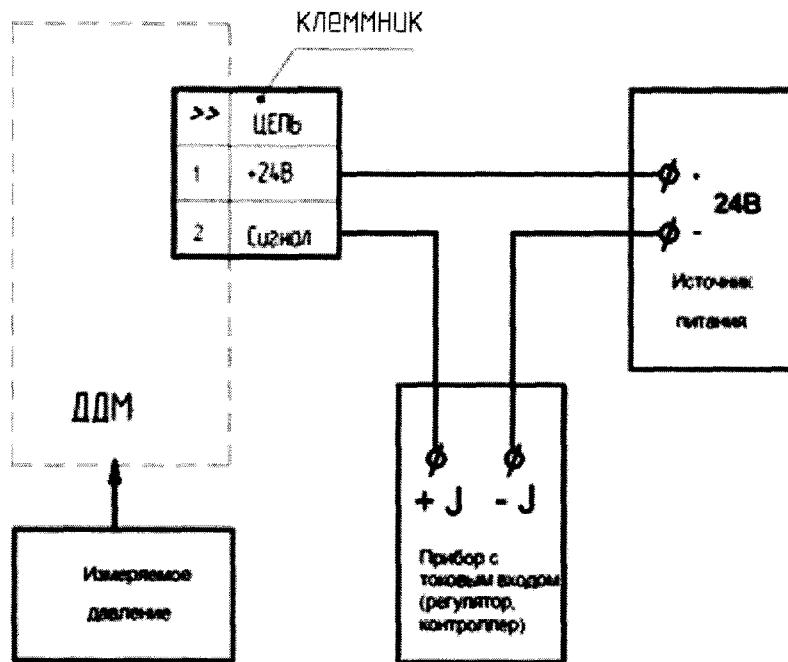 КЛЕММНИК
>> ЦЕПЬ
1 +24В
2 Сигнал
24В
-
Источник
питания
ДДМ
+ J - J
Измеряемое
давление
Прибор с
токовым входом
(регулятор,
контроллер)